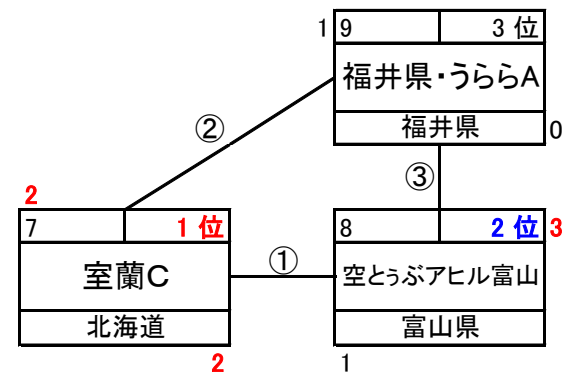 1 9 3 位
福井県・うららA
福井県 0
②
③
2
7 1 位
8 2 位 3
室蘭C
①
空とぅぶアヒル富山
北海道
富山県
2
1